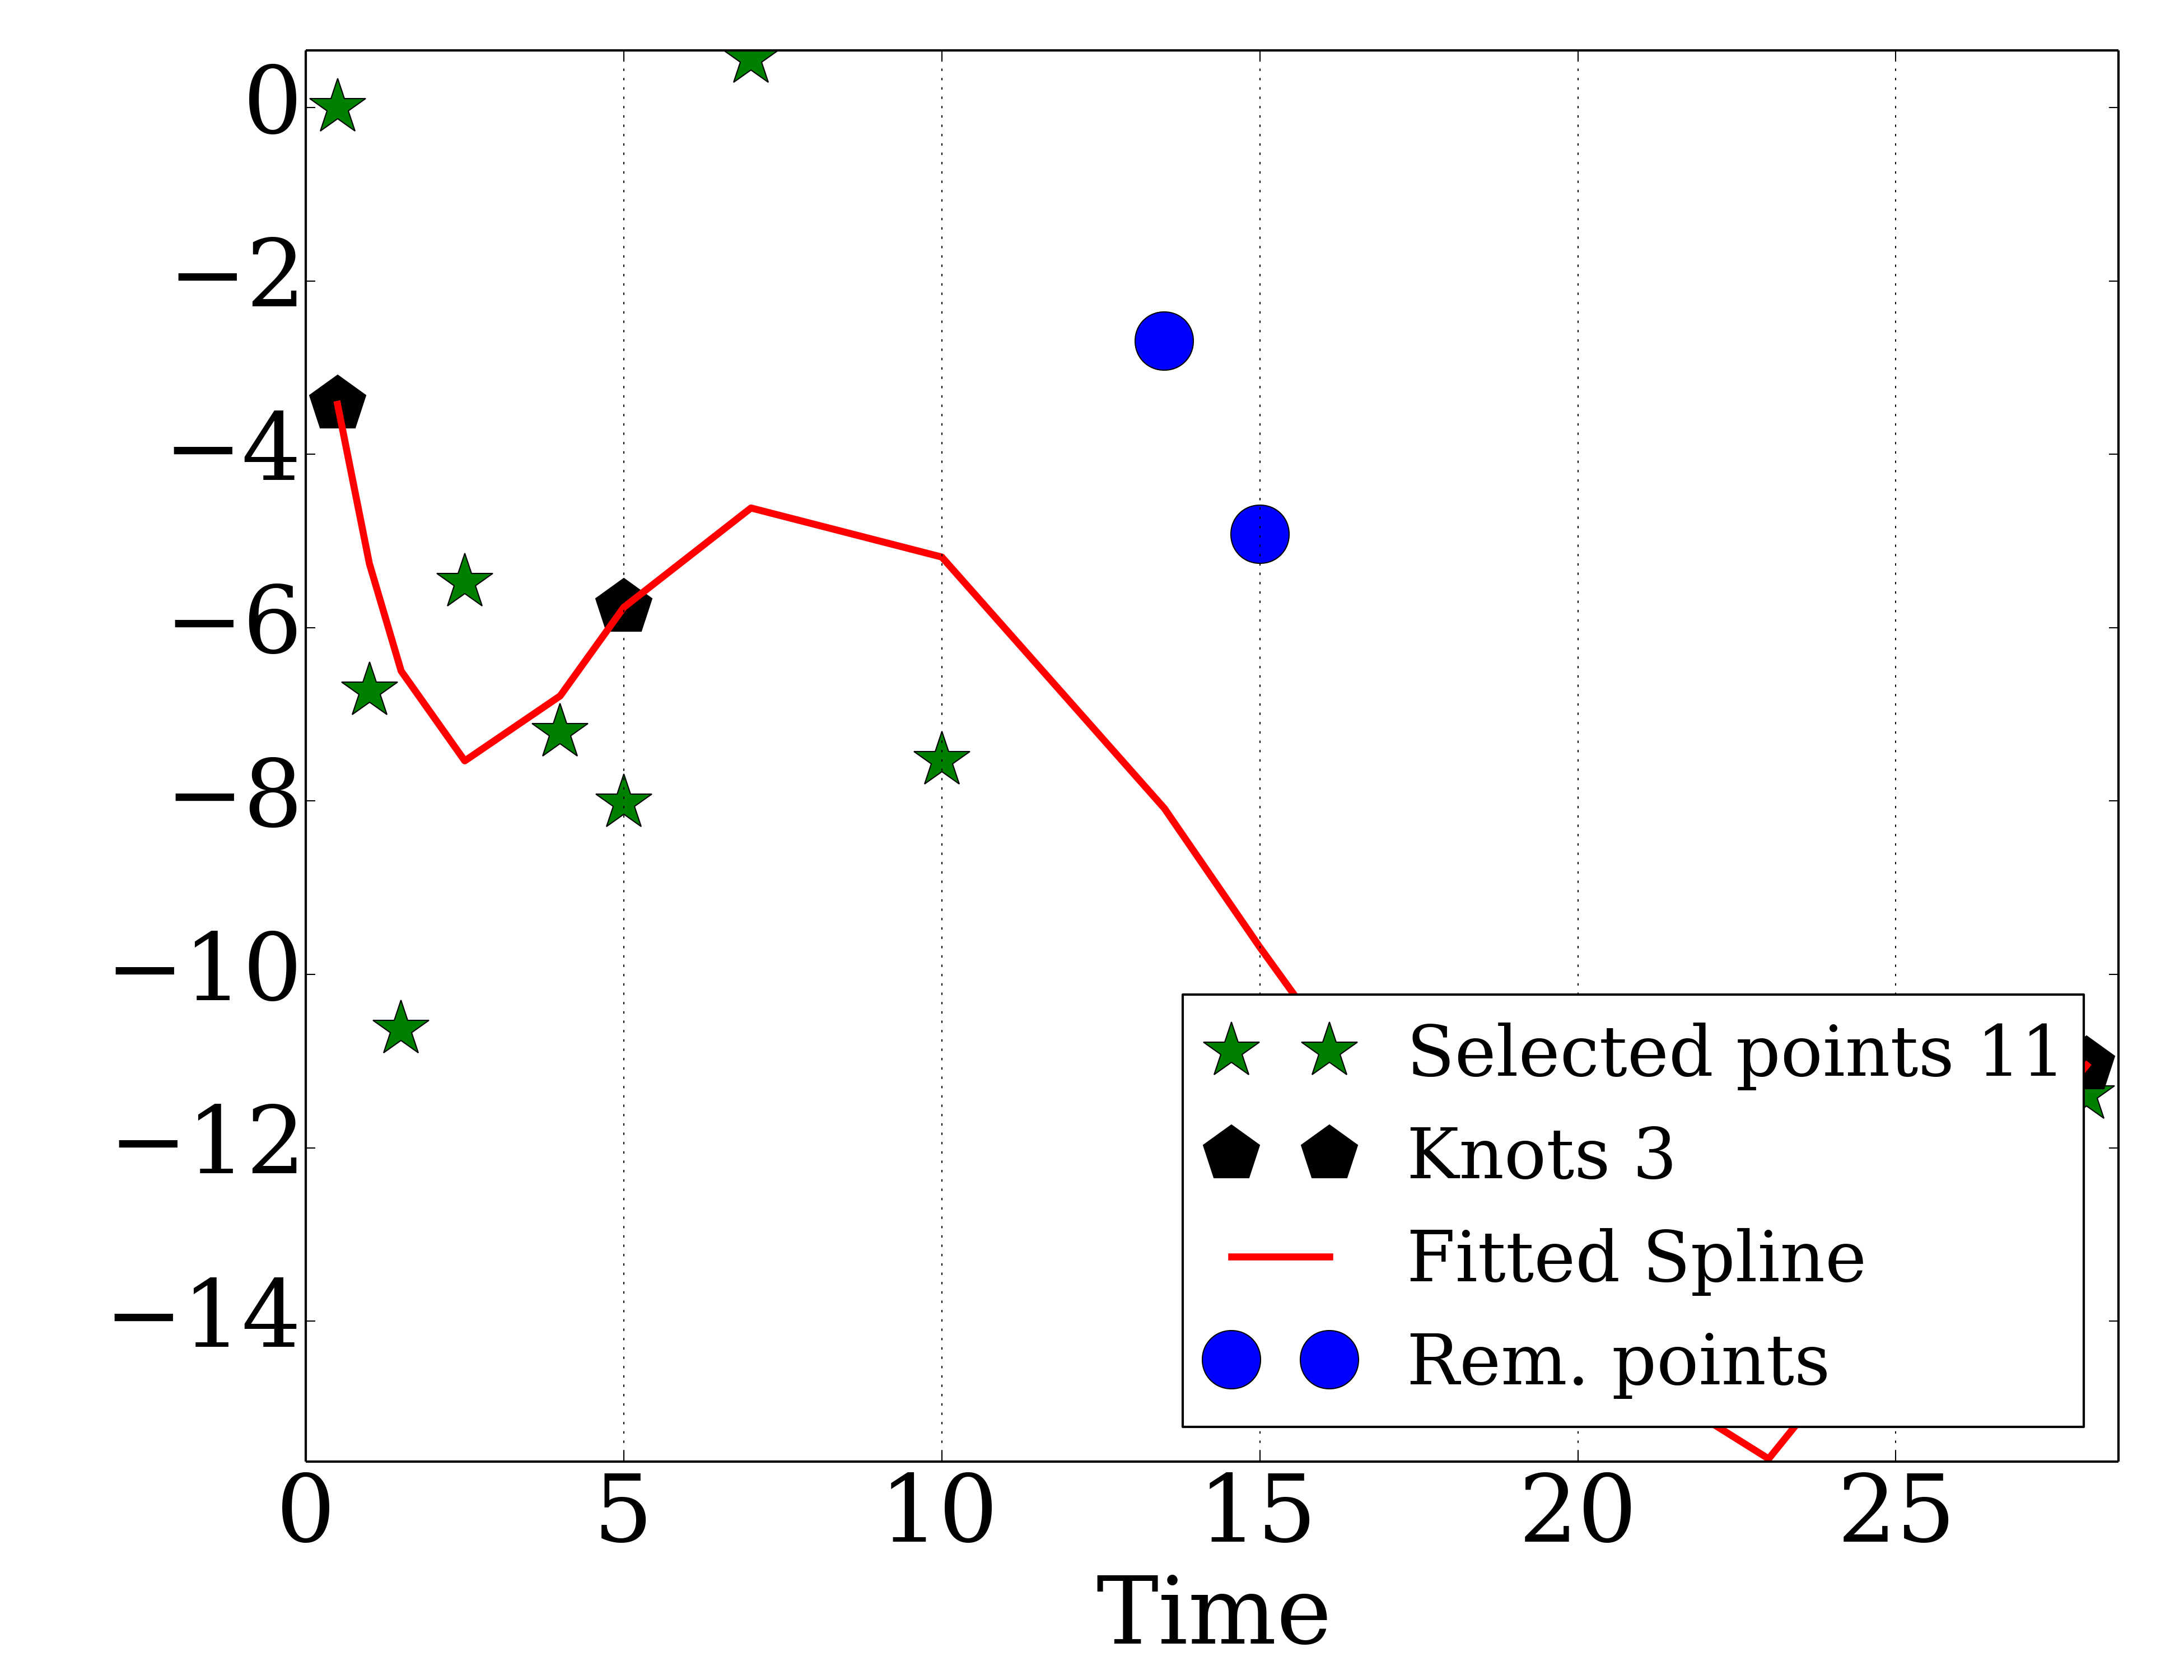 0
−2
−4
−6
−8
−10
−12
−14
Selected points 11
Knots 3
Fitted Spline
Rem. points
0 5 10 15 20 25
Time